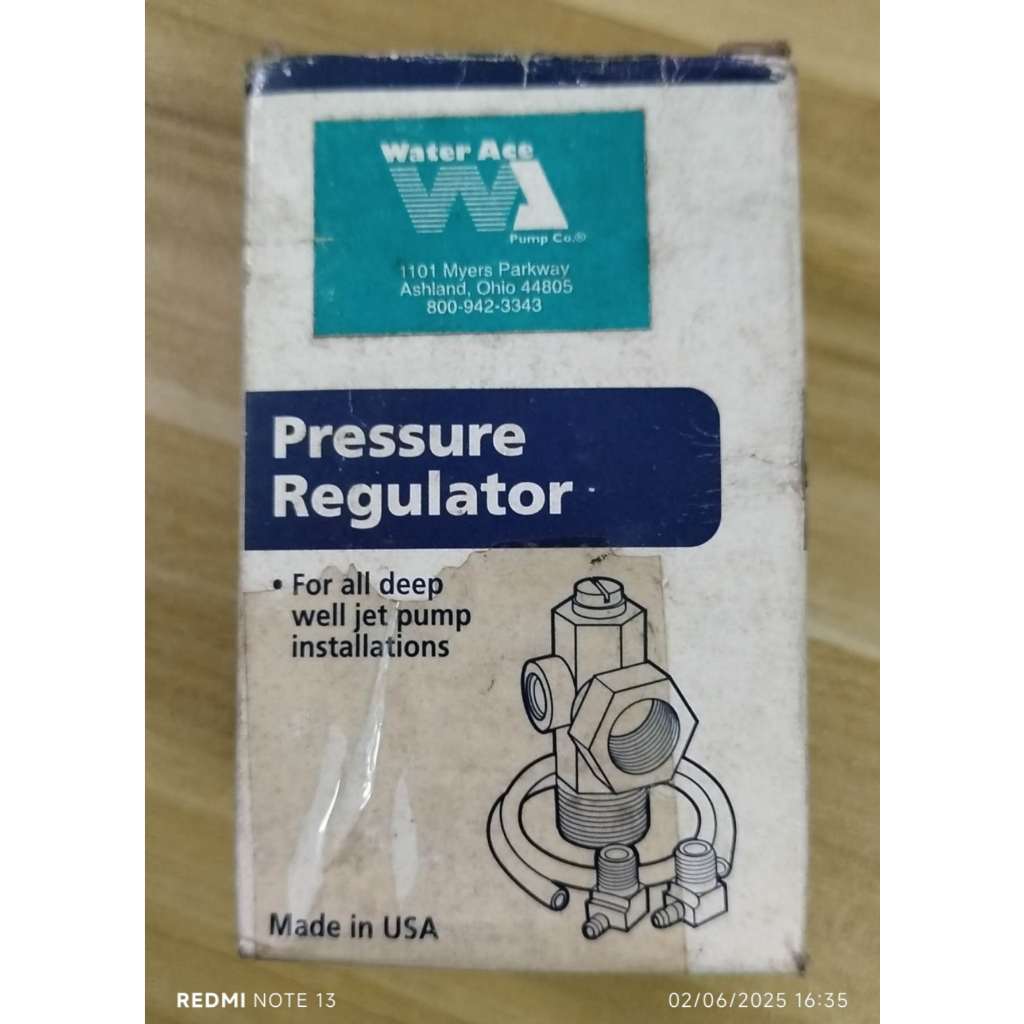 Water Ace
WA
Pump Co.®
1101 Myers Parkway
Ashland, Ohio 44805
800-942-3343
Pressure
Regulator
• For all deep
well jet pump
installations
Made in USA
REDMI NOTE 13
02/06/2025 16:35